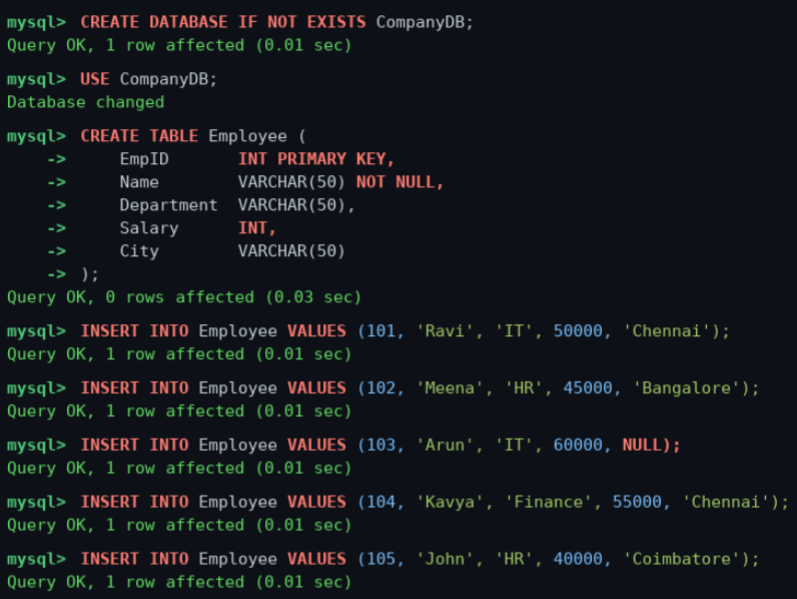 mysql> CREATE DATABASE IF NOT EXISTS CompanyDB;
Query OK, 1 row affected (0.01 sec)
mysql> USE CompanyDB;
Database changed
mysql> CREATE TABLE Employee (
    ->     EmpID       INT PRIMARY KEY,
    ->     Name        VARCHAR(50) NOT NULL,
    ->     Department  VARCHAR(50),
    ->     Salary      INT,
    ->     City        VARCHAR(50)
    -> );
Query OK, 0 rows affected (0.03 sec)
mysql> INSERT INTO Employee VALUES (101, 'Ravi', 'IT', 50000, 'Chennai');
Query OK, 1 row affected (0.01 sec)
mysql> INSERT INTO Employee VALUES (102, 'Meena', 'HR', 45000, 'Bangalore');
Query OK, 1 row affected (0.01 sec)
mysql> INSERT INTO Employee VALUES (103, 'Arun', 'IT', 60000, NULL);
Query OK, 1 row affected (0.01 sec)
mysql> INSERT INTO Employee VALUES (104, 'Kavya', 'Finance', 55000, 'Chennai');
Query OK, 1 row affected (0.01 sec)
mysql> INSERT INTO Employee VALUES (105, 'John', 'HR', 40000, 'Coimbatore');
Query OK, 1 row affected (0.01 sec)